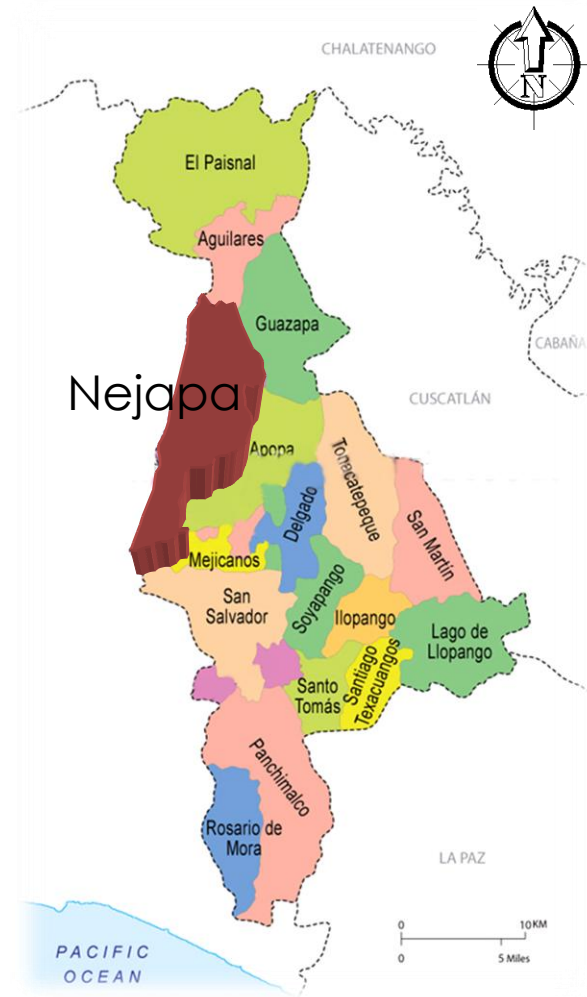 CHALATENANGO
N
El Paisnal
Aguilares
Guazapa
CABAÑA
Nejapa
CUSCATLÁN
Apopa
Tonacatepeque
Delgado
San Martín
Mejicanos
Soyapango
San
Salvador
Ilopango
Lago de
Llopango
Santiago
Texacuangos
Santo
Tomás
Panchimalco
Rosario de
Mora
LA PAZ
0 10KM
0 5 Miles
PACIFIC
OCEAN